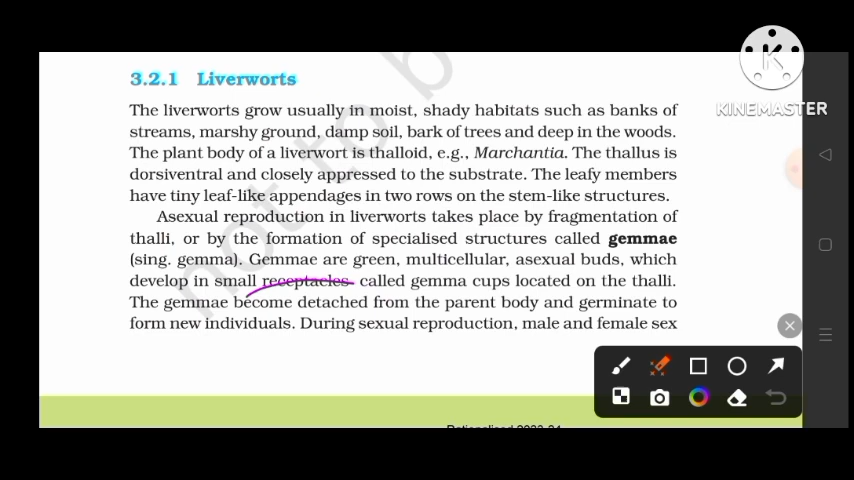 3.2.1 Liverworts
KINEMASTER
The liverworts grow usually in moist, shady habitats such as banks of
streams, marshy ground, damp soil, bark of trees and deep in the woods.
The plant body of a liverwort is thalloid, e.g., Marchantia. The thallus is
dorsiventral and closely appressed to the substrate. The leafy members
have tiny leaf-like appendages in two rows on the stem-like structures.
Asexual reproduction in liverworts takes place by fragmentation of
thalli, or by the formation of specialised structures called gemmae
(sing. gemma). Gemmae are green, multicellular, asexual buds, which
develop in small receptacles called gemma cups located on the thalli.
The gemmae become detached from the parent body and germinate to
form new individuals. During sexual reproduction, male and female sex
not to b